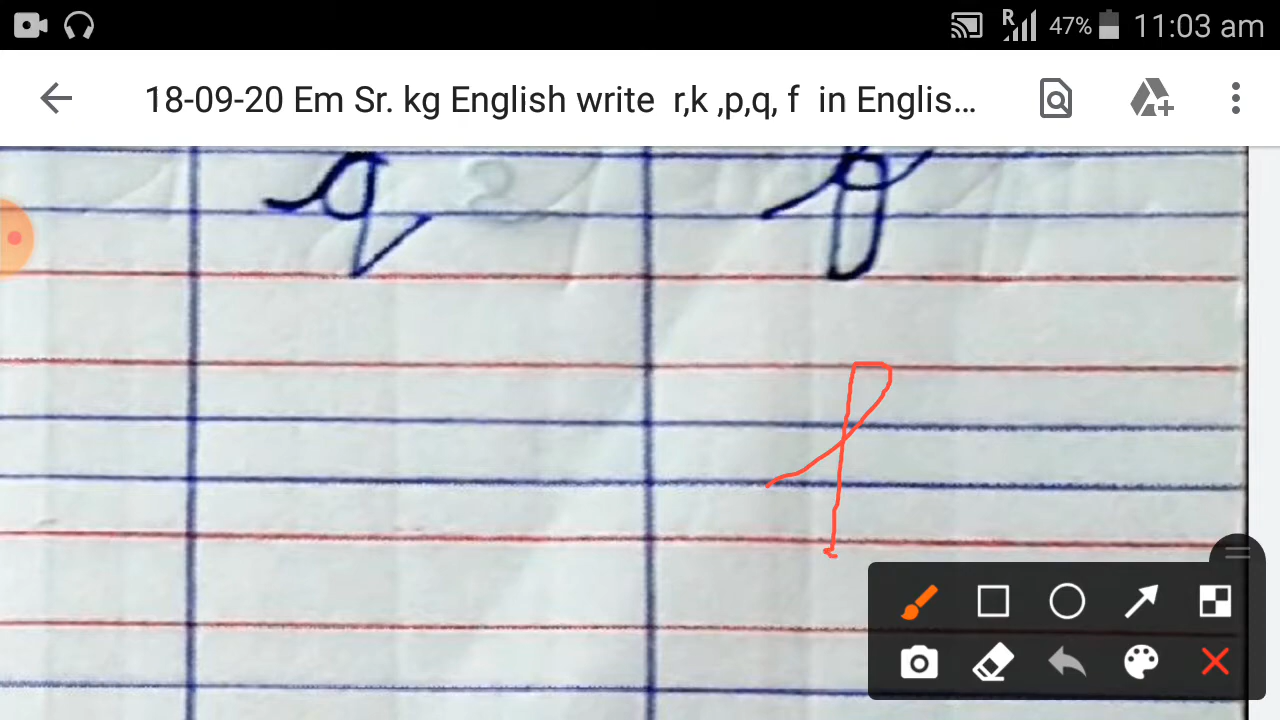 R 47% 11:03 am
18-09-20 Em Sr. kg English write r,k ,p,q, f in Englis...
q f
f